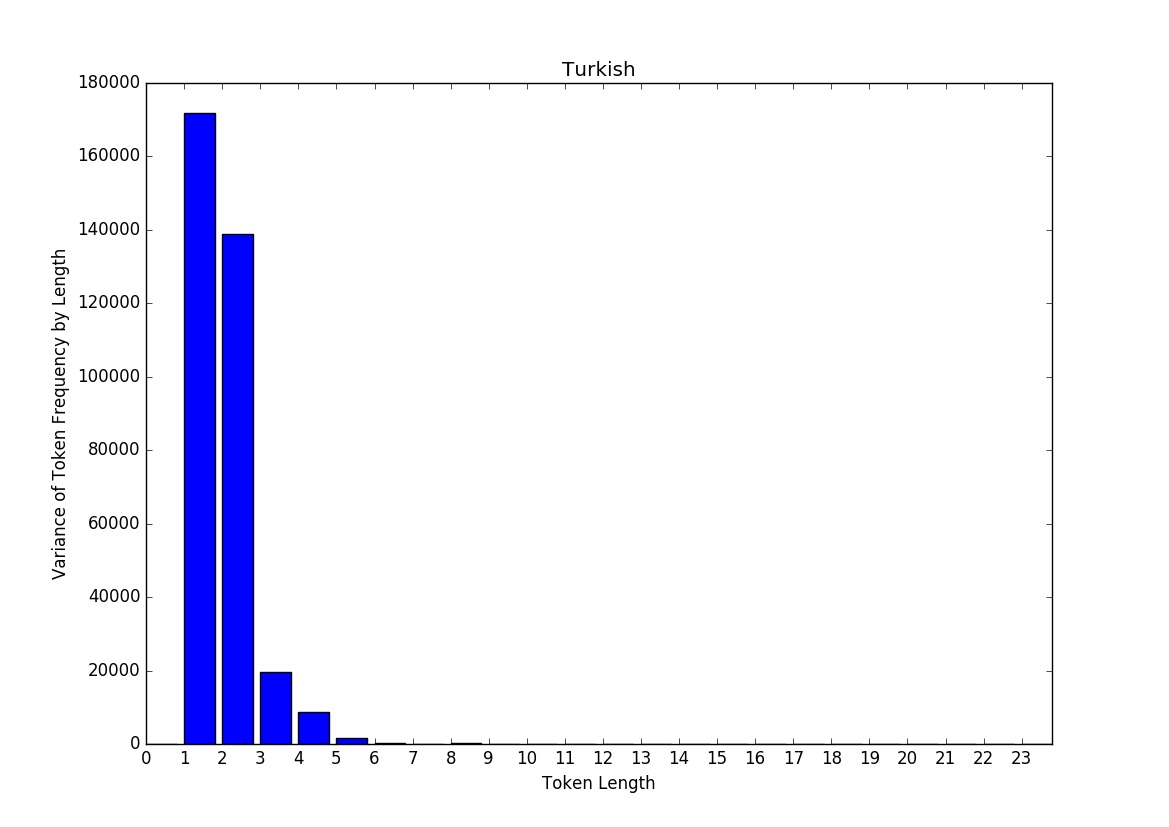 Turkish
180000
160000
140000
120000
100000
80000
60000
40000
20000
0
Variance of Token Frequency by Length
0 1 2 3 4 5 6 7 8 9 10 11 12 13 14 15 16 17 18 19 20 21 22 23
Token Length